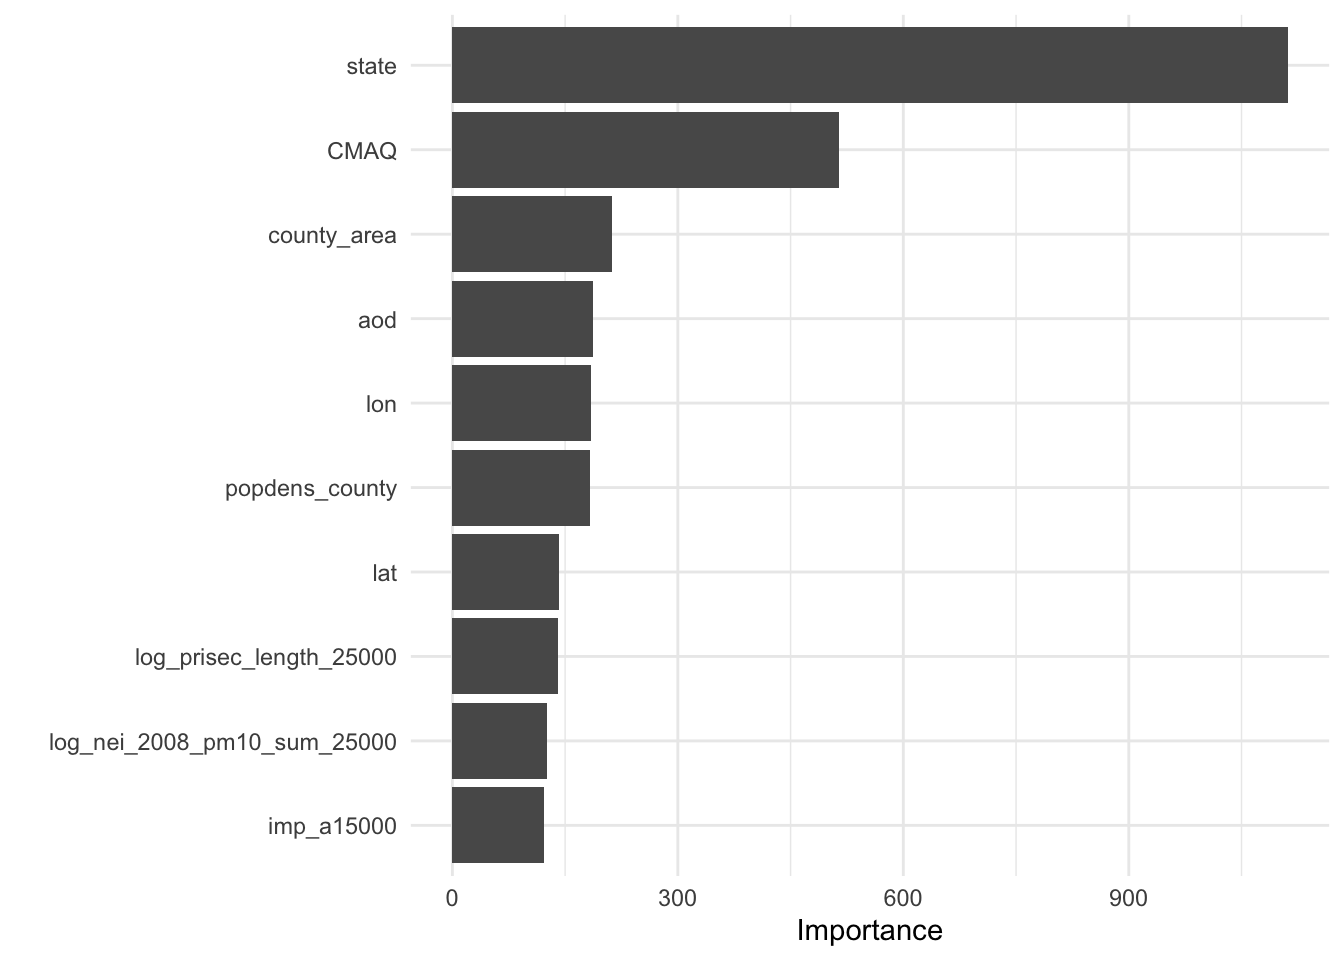 state
CMAQ
county_area
aod
lon
popdens_county
lat
log_prisec_length_25000
log_nei_2008_pm10_sum_25000
imp_a15000
0 300 600 900
Importance